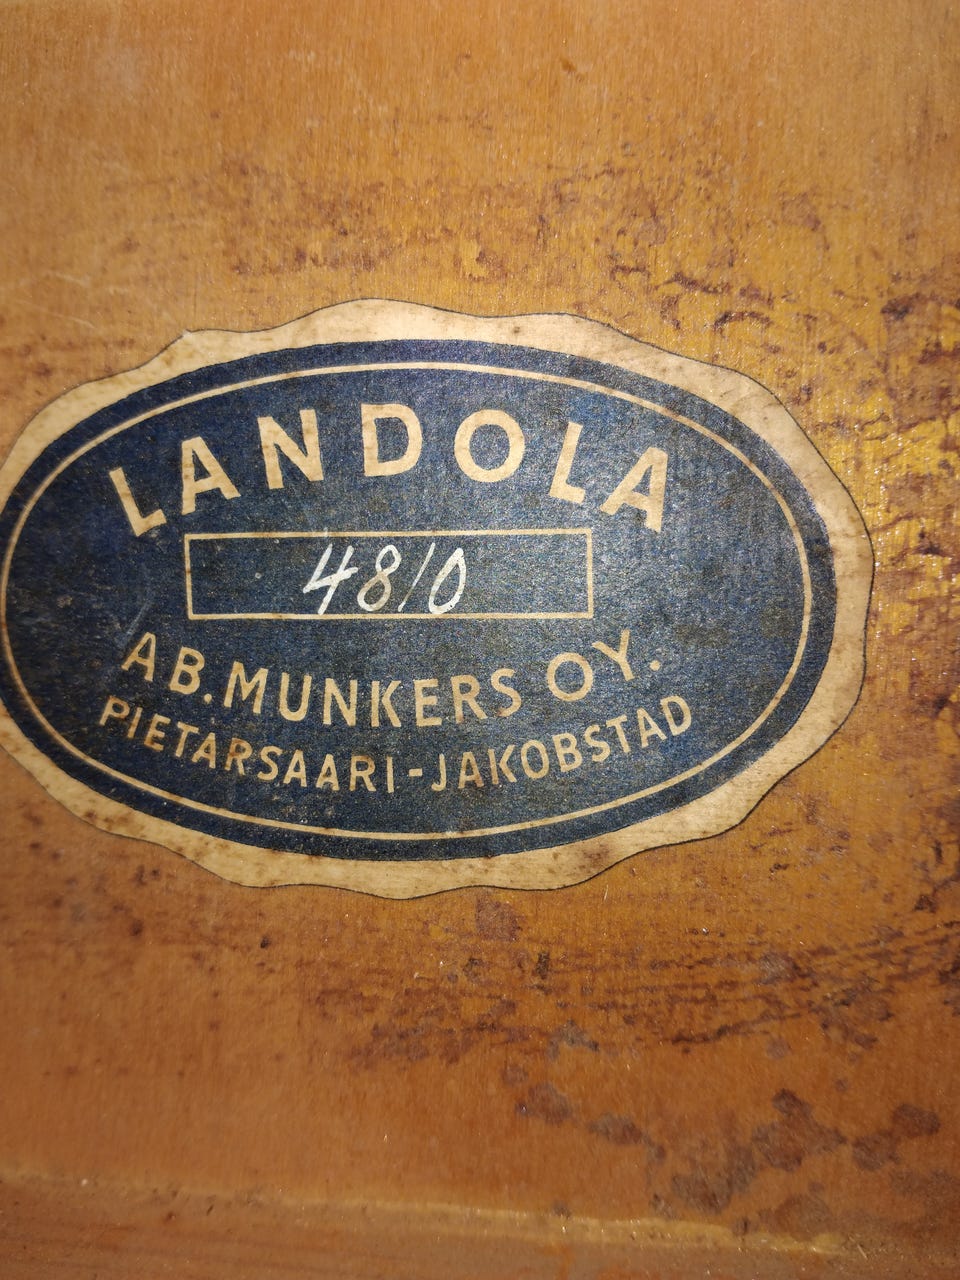 LANDOLA
4810
AB. MUNKERS OY.
PIETARSAARI-JAKOBSTAD